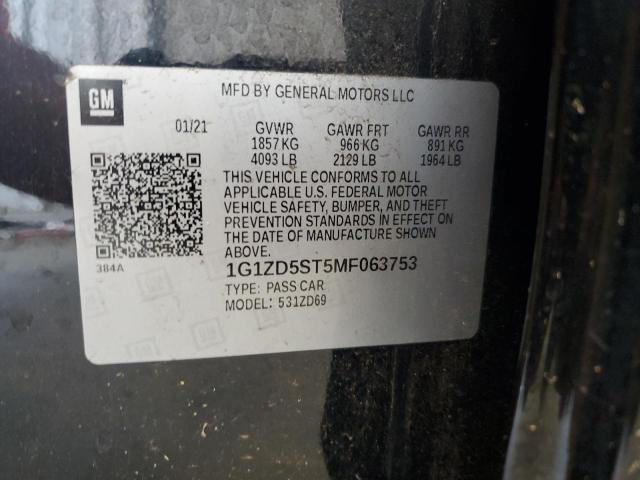 GM
MFD BY GENERAL MOTORS LLC
01/21 GVWR GAWR FRT GAWR RR
1857 KG 966 KG 891 KG
4093 LB 2129 LB 1964 LB
THIS VEHICLE CONFORMS TO ALL
APPLICABLE U.S. FEDERAL MOTOR
VEHICLE SAFETY, BUMPER, AND THEFT
PREVENTION STANDARDS IN EFFECT ON
THE DATE OF MANUFACTURE SHOWN
ABOVE.
384A
1G1ZD5ST5MF063753
TYPE: PASS CAR
MODEL: 531ZD69